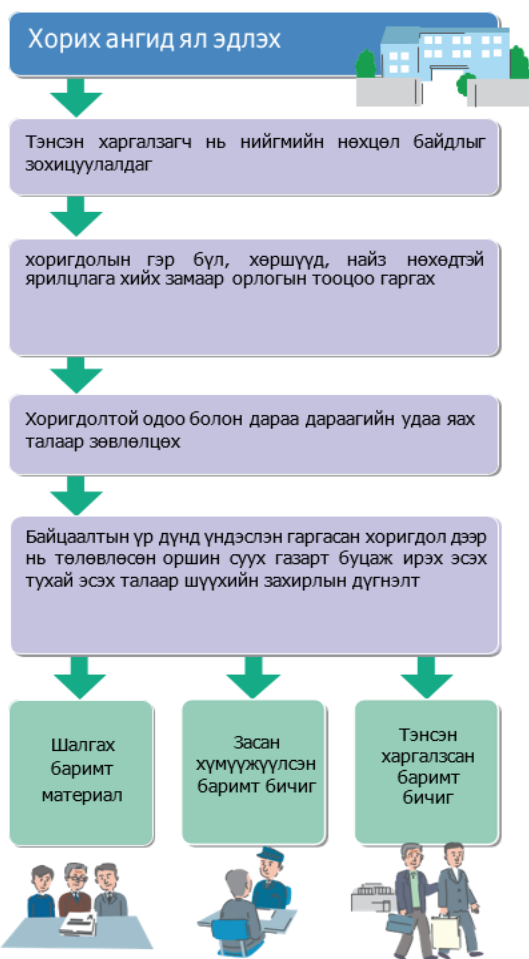 Хорих ангид ял эдлэх
Тэнсэн харгалзагч нь нийгмийн нөхцөл байдлыг
зохицуулалдаг
хоригдолын гэр бүл, хөршүүд, найз нөхөдтэй
ярилцлага хийх замаар орлогын тооцоо гаргах
Хоригдолтой одоо болон дараа дараагийн удаа яах
талаар зөвлөлцөх
Байцаалтын үр дүнд үндэслэн гаргасан хоригдол дээр
нь төлөвлөсөн оршин суух газарт буцаж ирэх эсэх
тухай эсэх талаар шүүхийн захирлын дүгнэлт
Шалгах
баримт
материал
Засан
хүмүүжүүлсэн
баримт бичиг
Тэнсэн
харгалзсан
баримт
бичиг